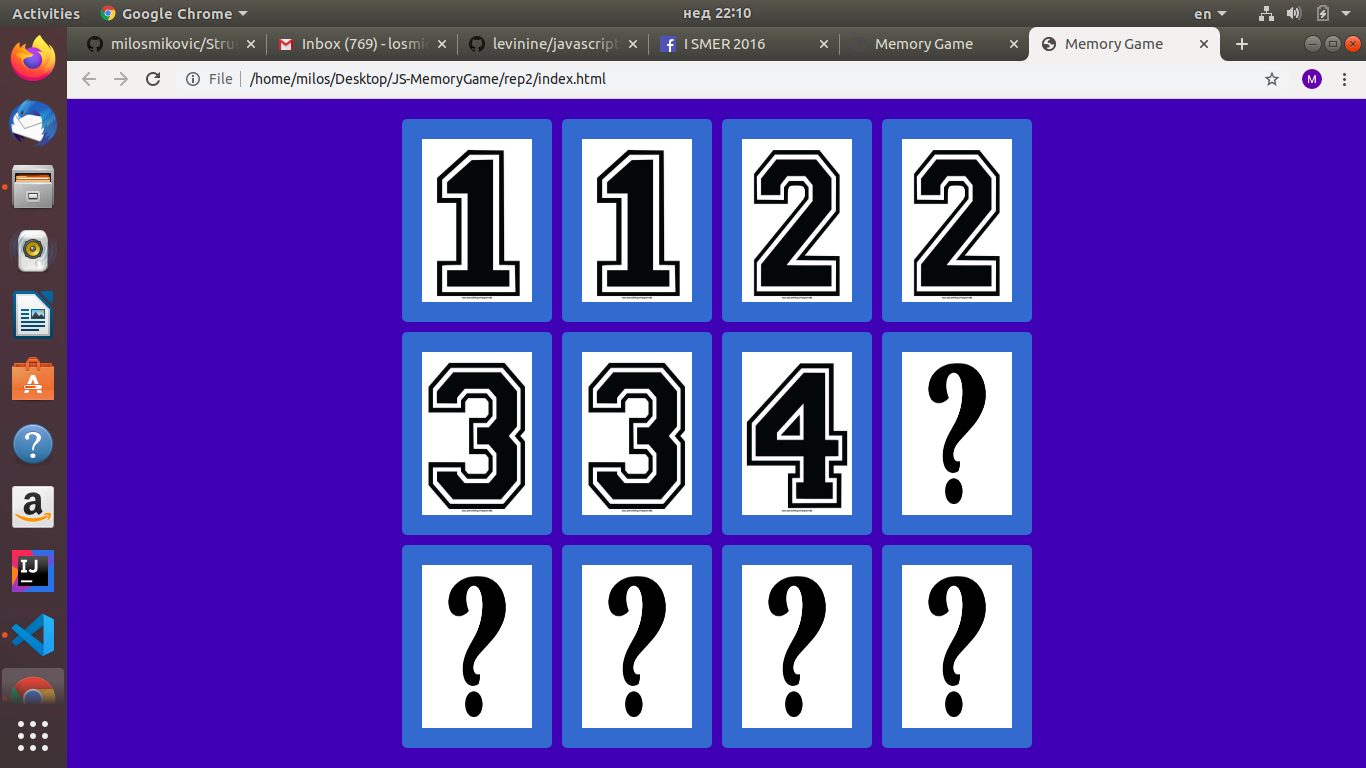 Activities Google Chrome нед 22:10 en
milosmikovic/Stru Inbox (769) - losmic levinine/javascript I SMER 2016 Memory Game Memory Game
File /home/milos/Desktop/JS-MemoryGame/rep2/index.html M
1 1 2 2
3 3 4 ?
? ? ? ?